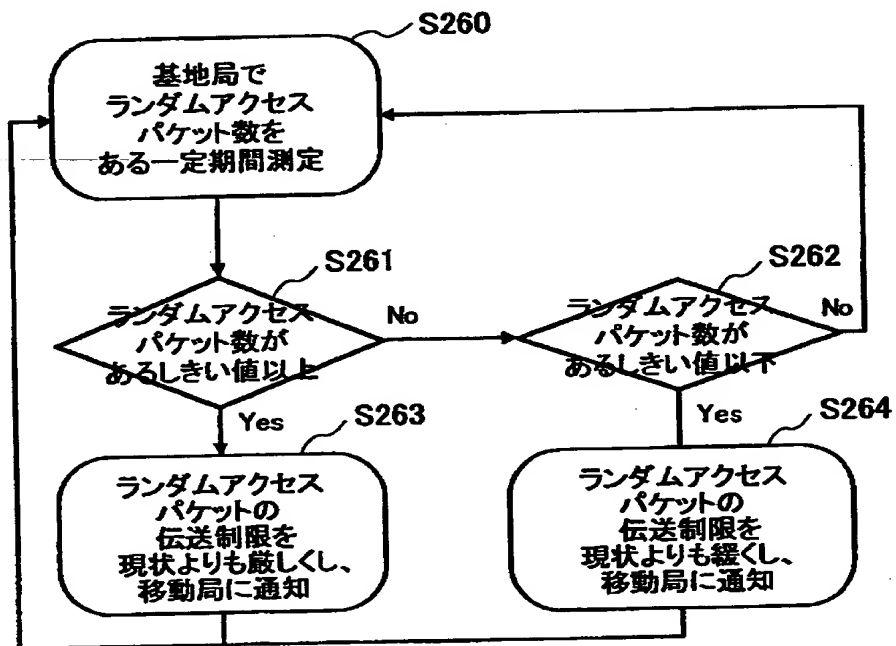 S260
基地局で
ランダムアクセス
パケット数を
ある一定期間測定
S261
ランダムアクセス
パケット数が
あるしきい値以上
No
Yes
S262
ランダムアクセス
パケット数が
あるしきい値以下
No
Yes
S263
ランダムアクセス
パケットの
伝送制限を
現状よりも厳しくし、
移動局に通知
S264
ランダムアクセス
パケットの
伝送制限を
現状よりも緩くし、
移動局に通知